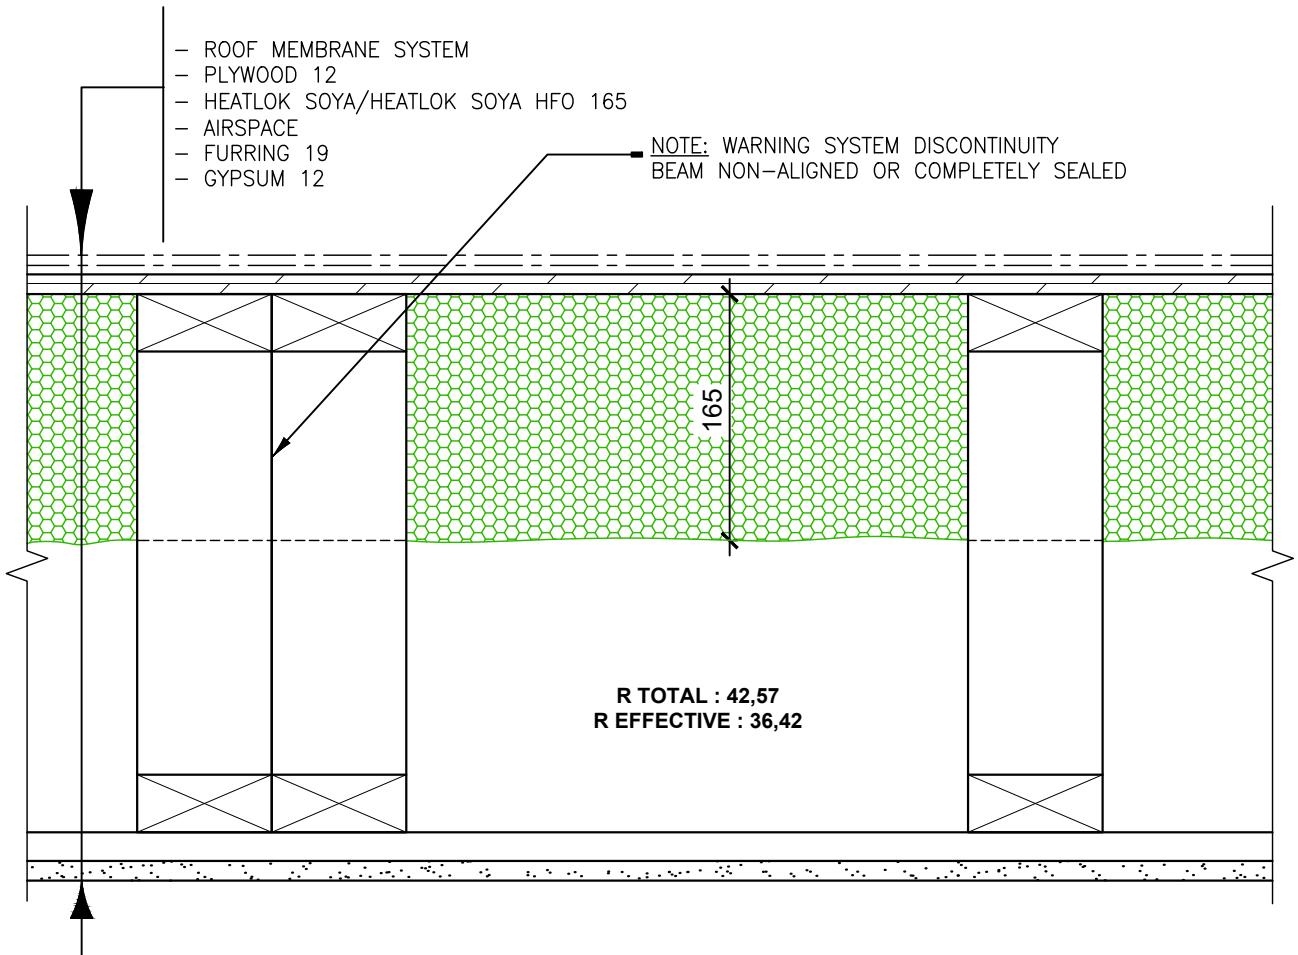 – ROOF MEMBRANE SYSTEM
– PLYWOOD 12
– HEATLOK SOYA/HEATLOK SOYA HFO 165
– AIRSPACE
– FURRING 19
– GYPSUM 12
NOTE: WARNING SYSTEM DISCONTINUITY
BEAM NON–ALIGNED OR COMPLETELY SEALED
165
R TOTAL : 42,57
R EFFECTIVE : 36,42